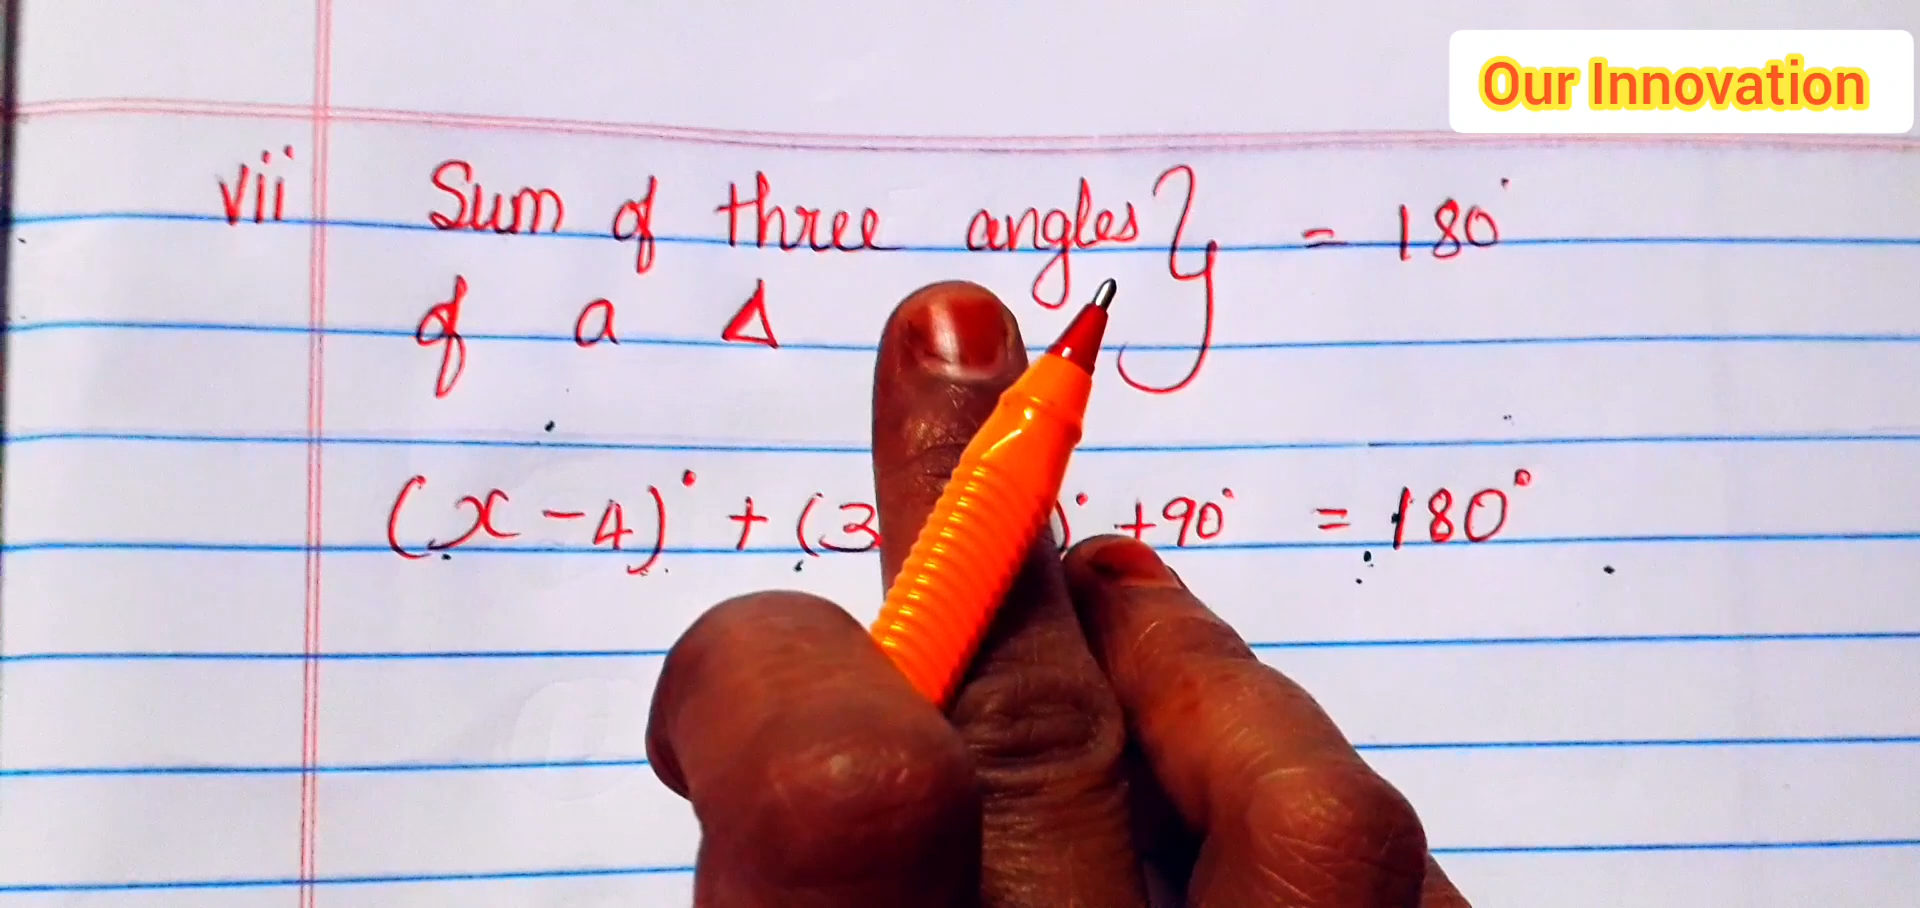 Our Innovation
vii Sum of three angles } = 180°
of a Δ
(x - 4)° + (3 )° + 90° = 180°